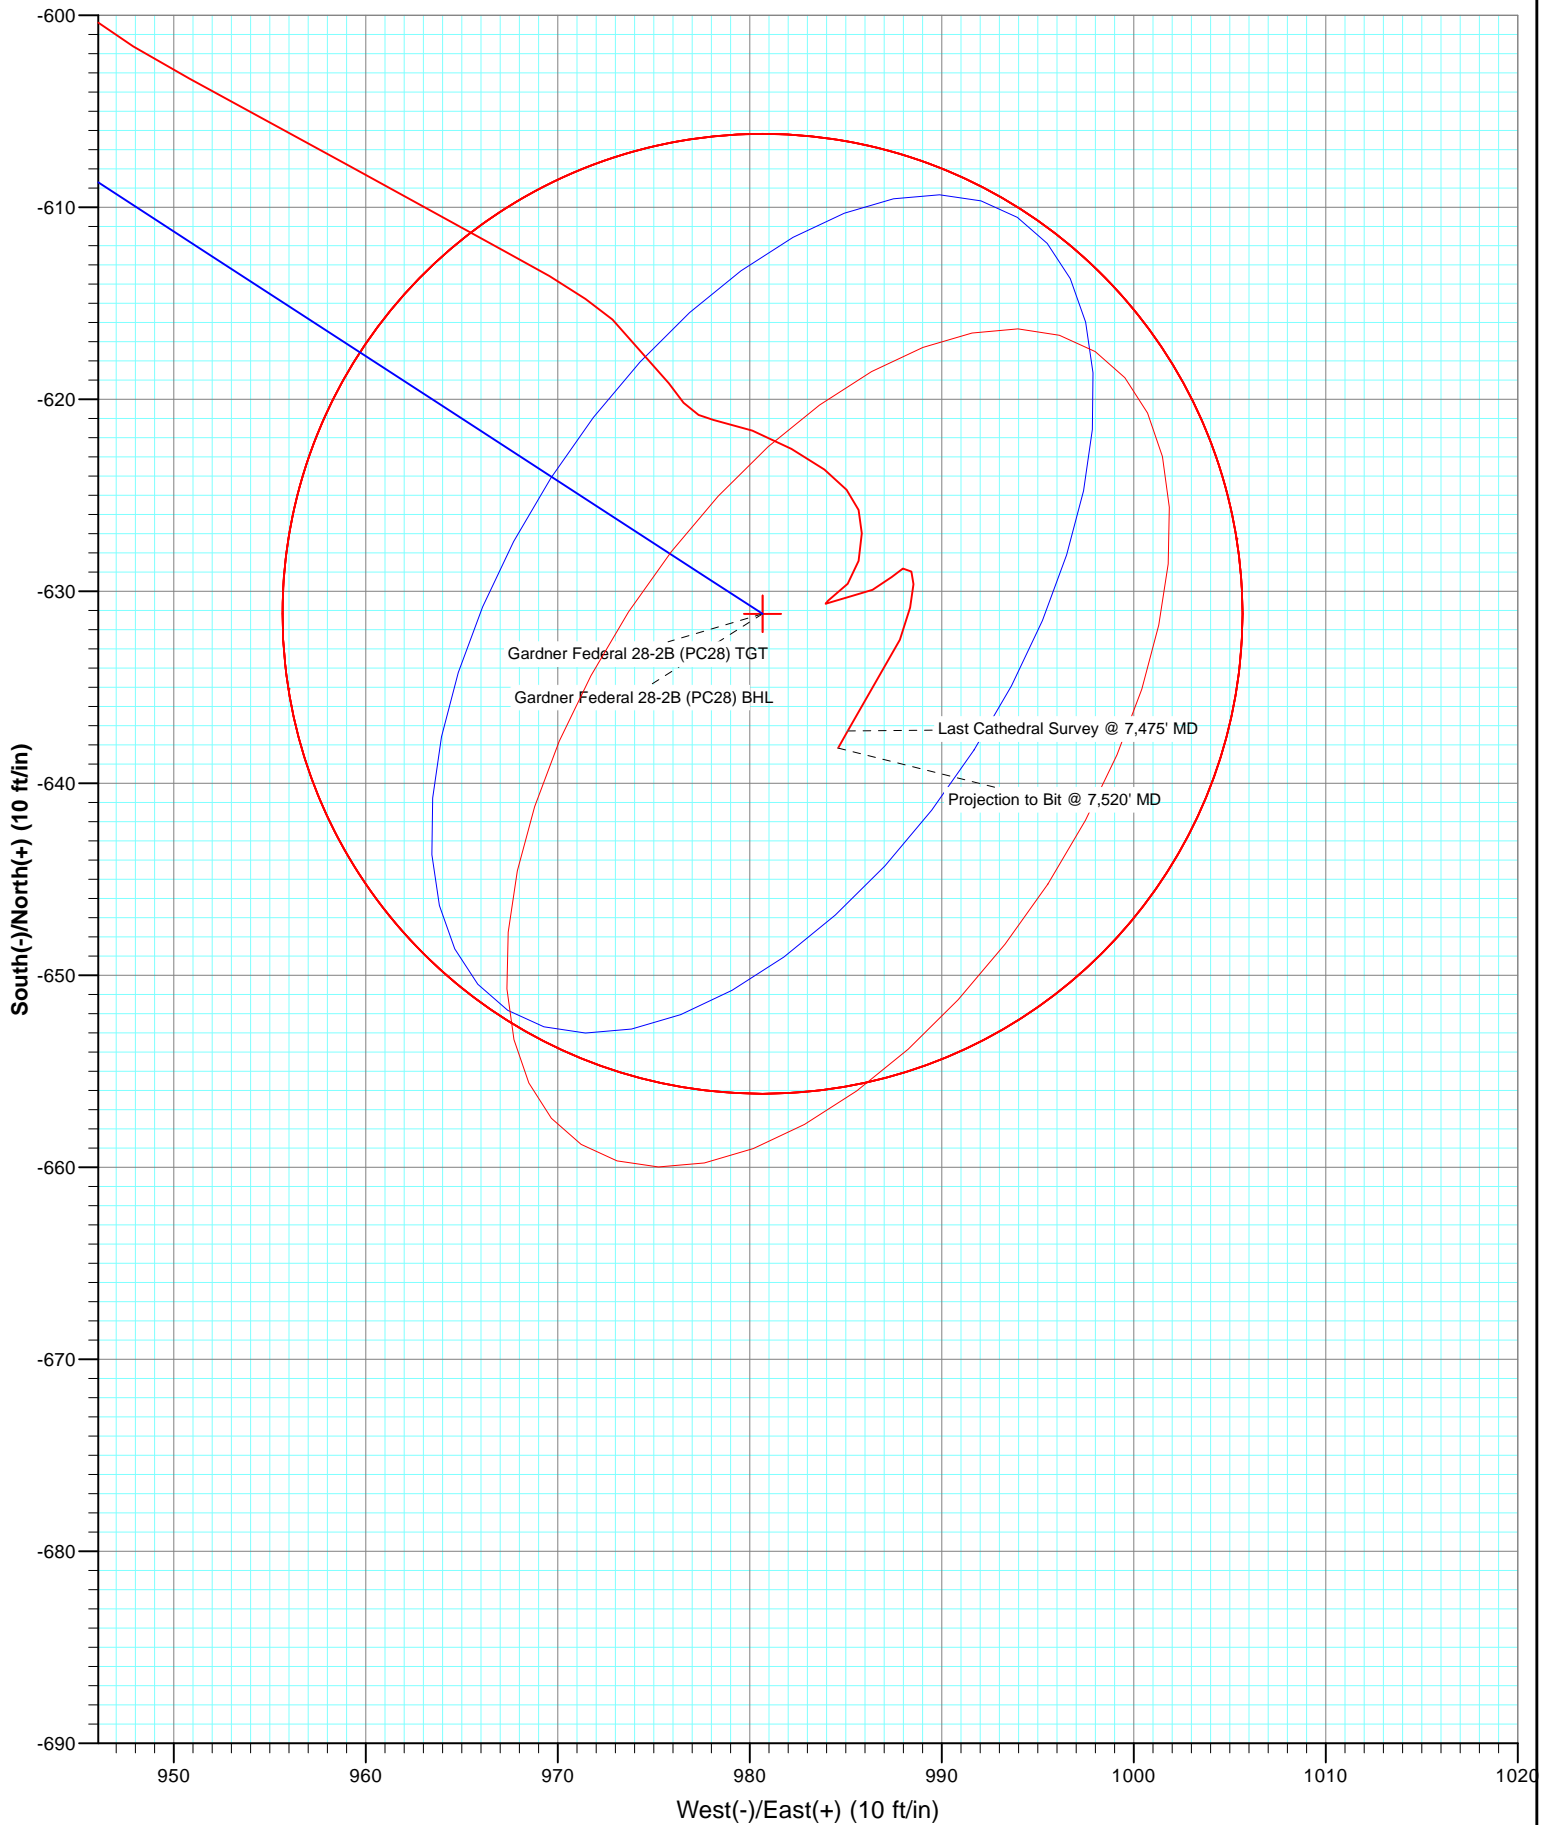 -600
-610
-620
-630
-640
-650
-660
-670
-680
-690
South(-)/North(+) (10 ft/in)
Gardner Federal 28-2B (PC28) TGT
Gardner Federal 28-2B (PC28) BHL
Last Cathedral Survey @ 7,475' MD
Projection to Bit @ 7,520' MD
950 960 970 980 990 1000 1010 1020
West(-)/East(+) (10 ft/in)